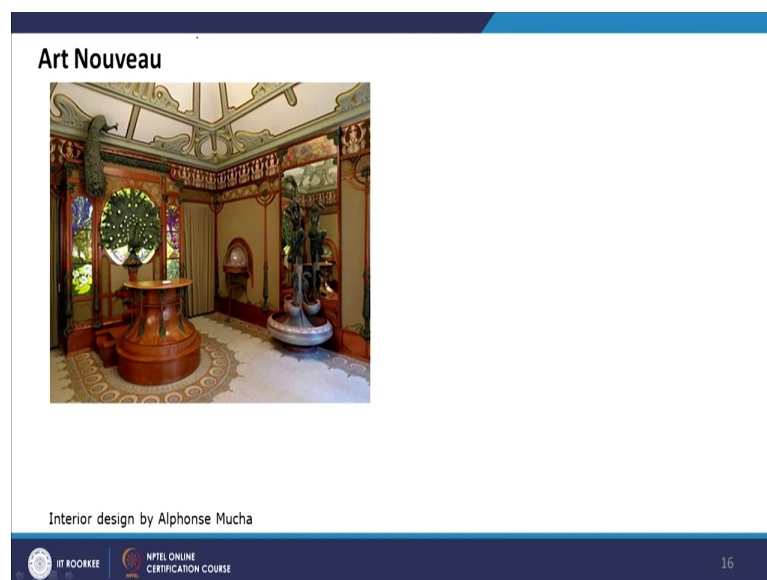 Art Nouveau
Interior design by Alphonse Mucha
IIT ROORKEE
NPTEL ONLINE
CERTIFICATION COURSE
16